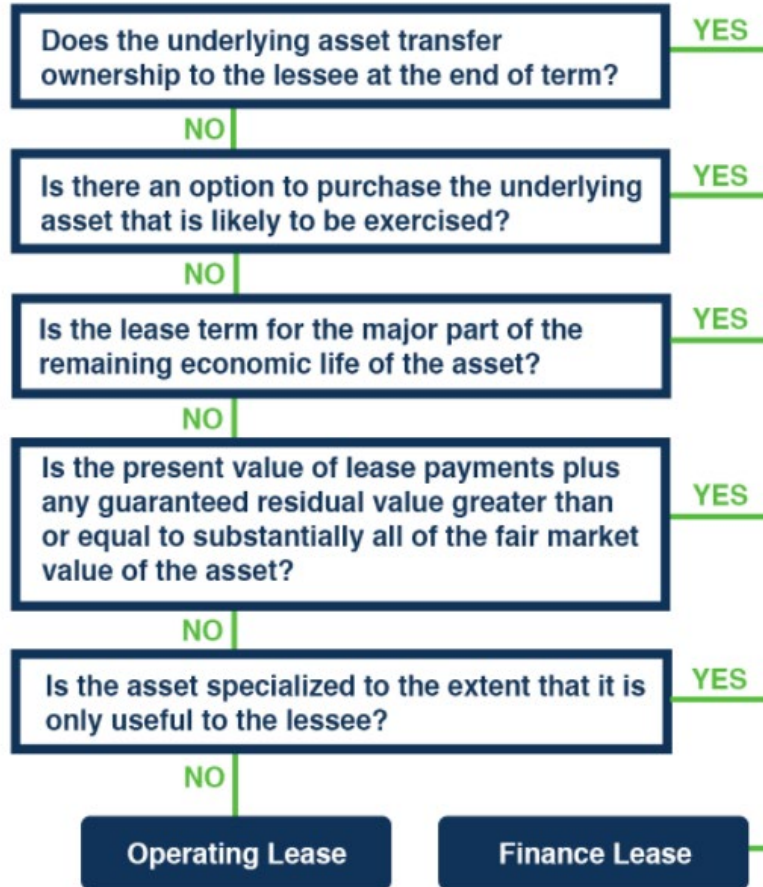 Does the underlying asset transfer
ownership to the lessee at the end of term?
YES
NO
Is there an option to purchase the underlying
asset that is likely to be exercised?
YES
NO
Is the lease term for the major part of the
remaining economic life of the asset?
YES
NO
Is the present value of lease payments plus
any guaranteed residual value greater than
or equal to substantially all of the fair market
value of the asset?
YES
NO
Is the asset specialized to the extent that it is
only useful to the lessee?
YES
NO
Operating Lease
Finance Lease